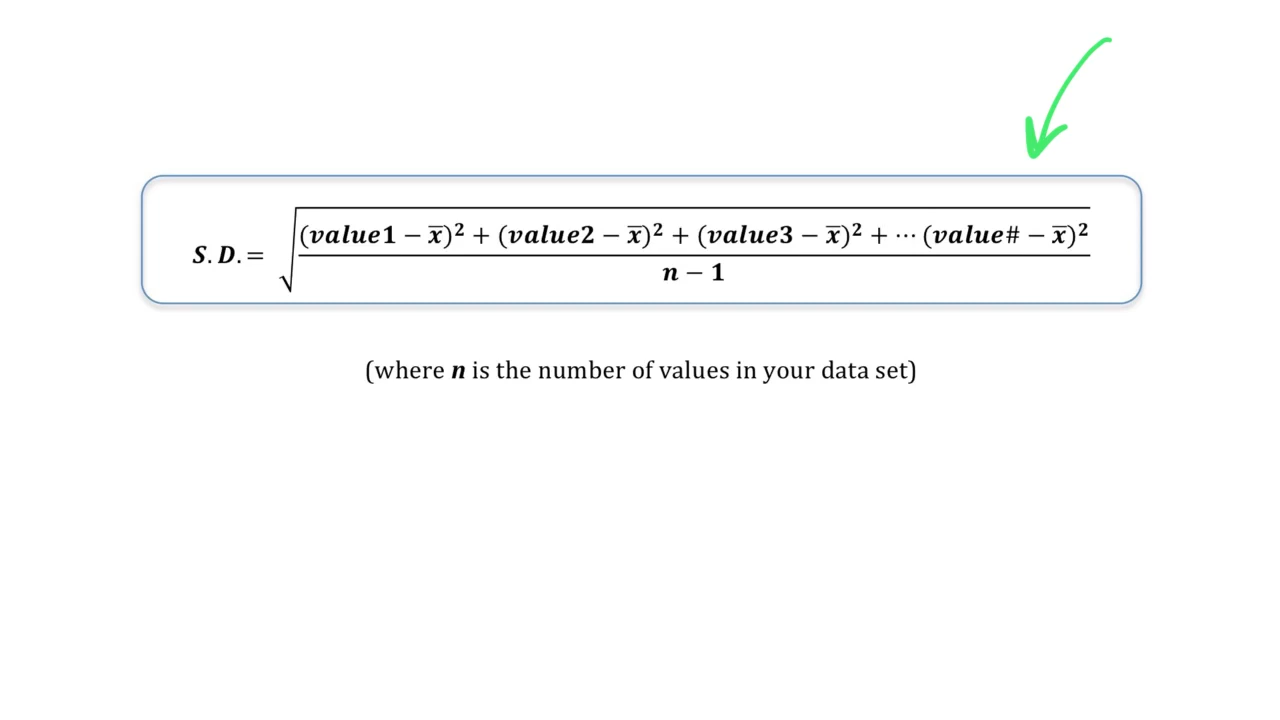 S. D. = √((value1 − x̅)² + (value2 − x̅)² + (value3 − x̅)² + ⋯ (value# − x̅)² / n − 1)
(where n is the number of values in your data set)